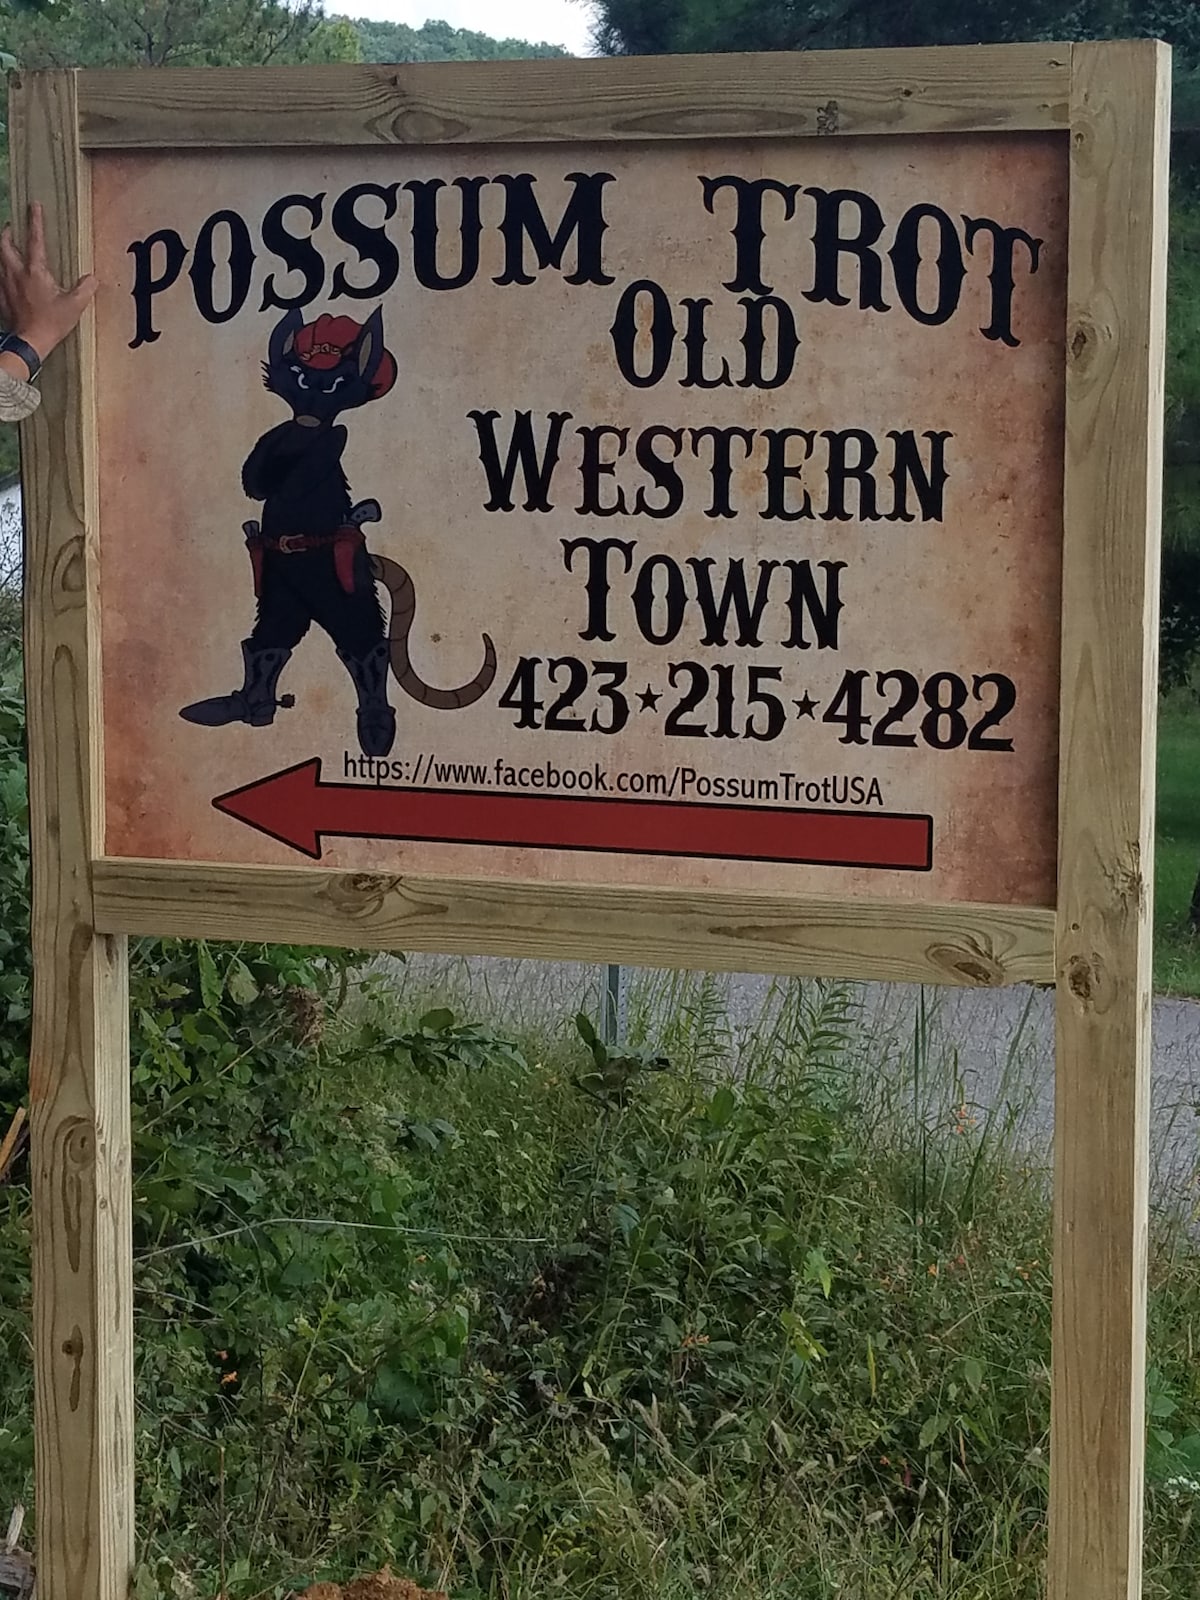 POSSUM TROT
OLD
WESTERN
TOWN
423★215★4282
https://www.facebook.com/PossumTrotUSA